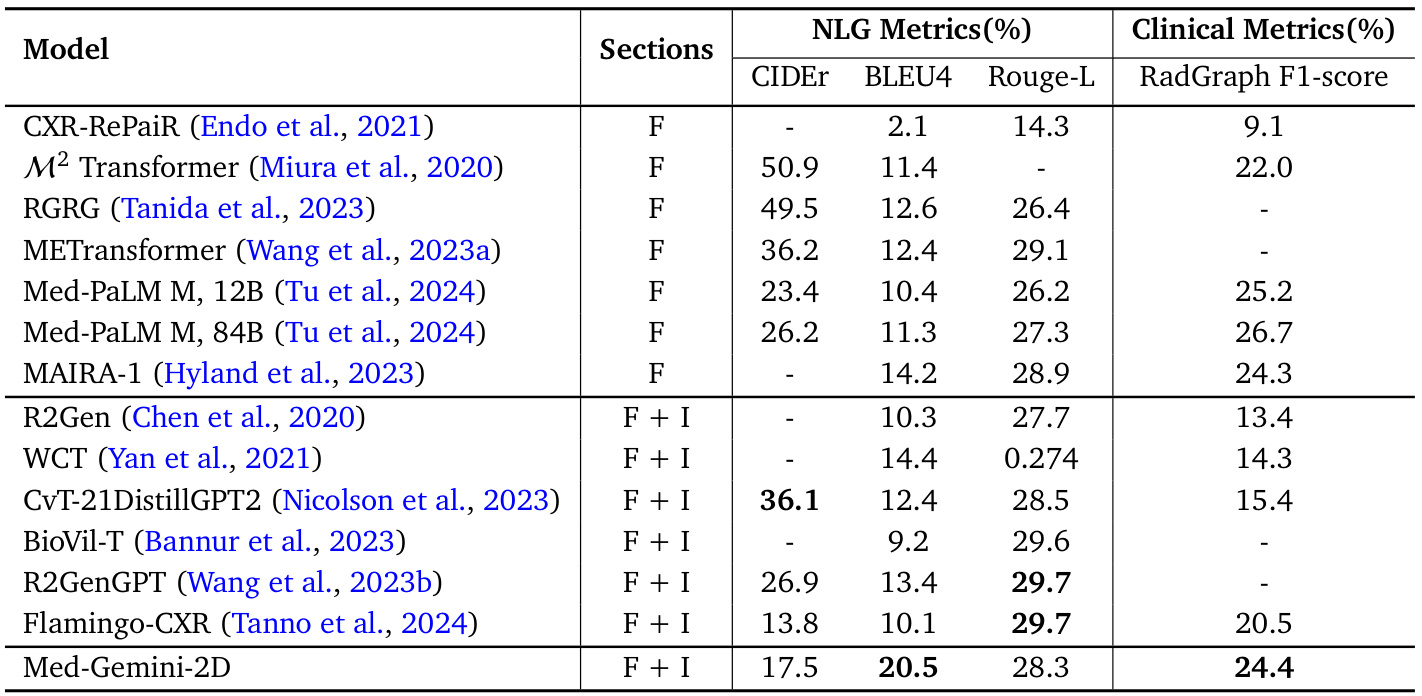 Model Sections NLG Metrics(%) Clinical Metrics(%)
CIDEr BLEU4 Rouge-L RadGraph F1-score
CXR-RePaiR (Endo et al., 2021) F - 2.1 14.3 9.1
ℳ² Transformer (Miura et al., 2020) F 50.9 11.4 - 22.0
RGRG (Tanida et al., 2023) F 49.5 12.6 26.4 -
METransformer (Wang et al., 2023a) F 36.2 12.4 29.1 -
Med-PaLM M, 12B (Tu et al., 2024) F 23.4 10.4 26.2 25.2
Med-PaLM M, 84B (Tu et al., 2024) F 26.2 11.3 27.3 26.7
MAIRA-1 (Hyland et al., 2023) F - 14.2 28.9 24.3
R2Gen (Chen et al., 2020) F + I - 10.3 27.7 13.4
WCT (Yan et al., 2021) F + I - 14.4 0.274 14.3
CvT-21DistillGPT2 (Nicolson et al., 2023) F + I 36.1 12.4 28.5 15.4
BioVil-T (Bannur et al., 2023) F + I - 9.2 29.6 -
R2GenGPT (Wang et al., 2023b) F + I 26.9 13.4 29.7 -
Flamingo-CXR (Tanno et al., 2024) F + I 13.8 10.1 29.7 20.5
Med-Gemini-2D F + I 17.5 20.5 28.3 24.4